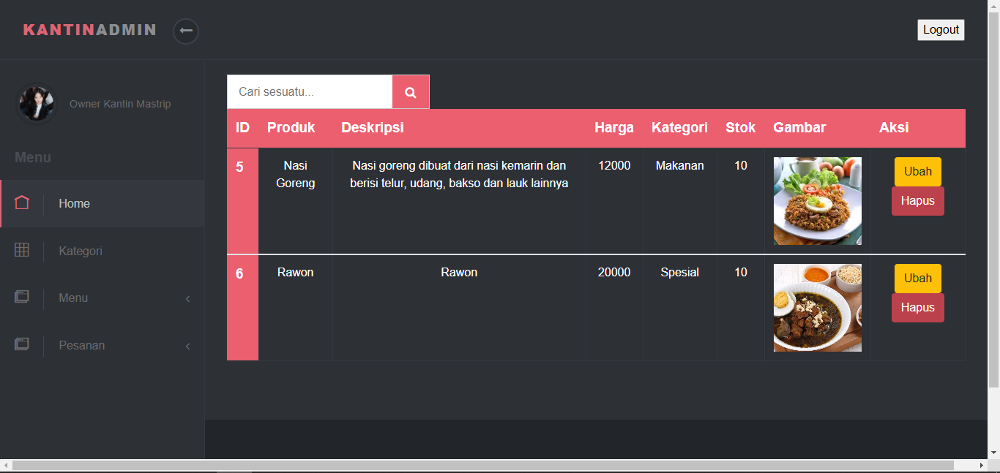 KANTINADMIN
Logout
Owner Kantin Mastrip
Menu
Home
Kategori
Menu
Pesanan
Cari sesuatu...
ID Produk Deskripsi Harga Kategori Stok Gambar Aksi
5 Nasi Nasi goreng dibuat dari nasi kemarin dan 12000 Makanan 10 Ubah
Goreng berisi telur, udang, bakso dan lauk lainnya
Hapus
6 Rawon Rawon 20000 Spesial 10 Ubah
Hapus